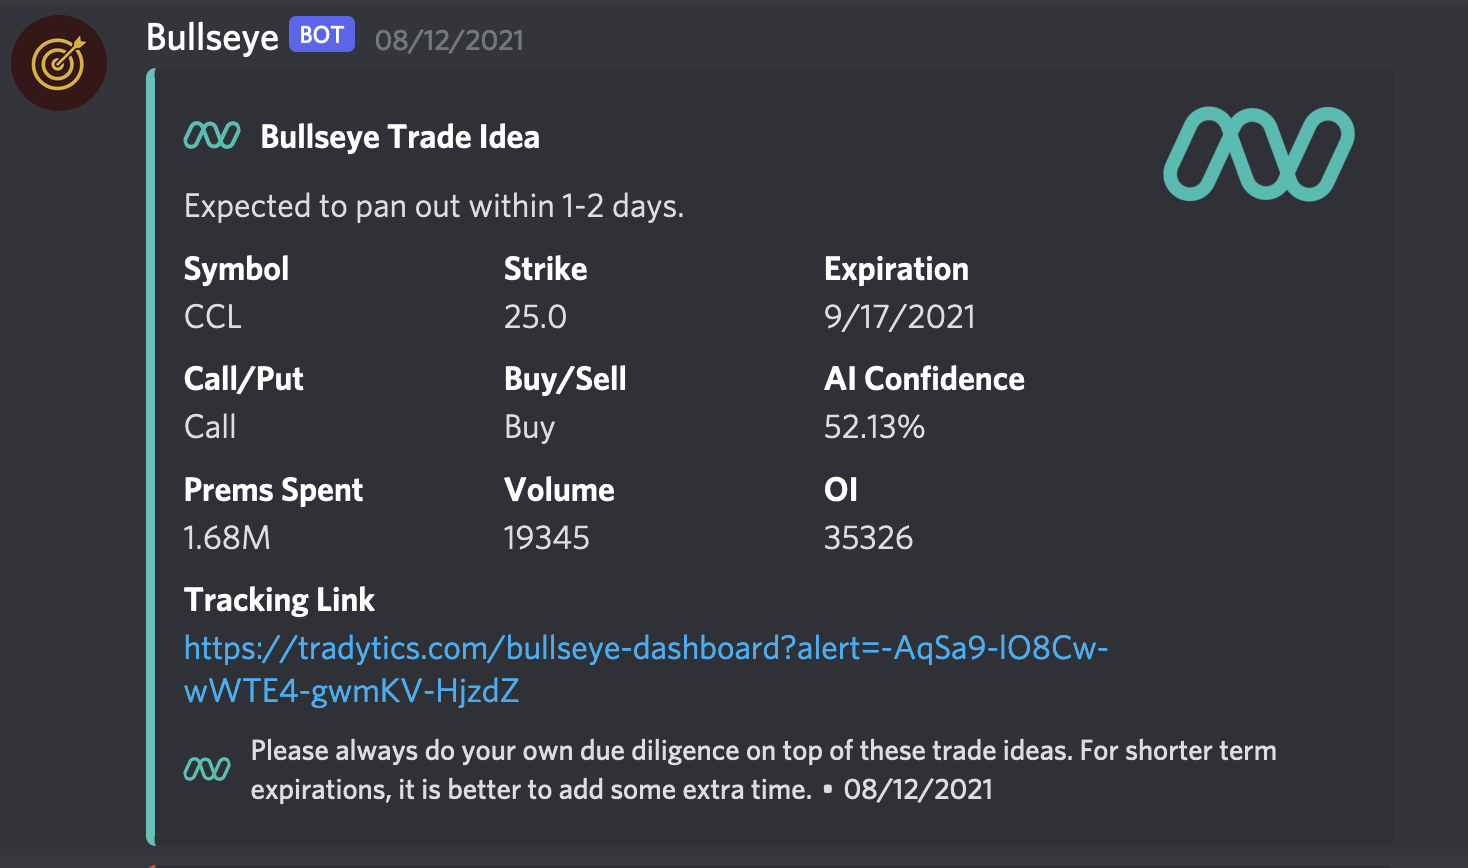 Bullseye BOT 08/12/2021
Bullseye Trade Idea
Expected to pan out within 1-2 days.
Symbol Strike Expiration
CCL 25.0 9/17/2021
Call/Put Buy/Sell AI Confidence
Call Buy 52.13%
Prems Spent Volume OI
1.68M 19345 35326
Tracking Link
https://tradytics.com/bullseye-dashboard?alert=-AqSa9-lO8Cw-
wWTE4-gwmKV-HjzdZ
Please always do your own due diligence on top of these trade ideas. For shorter term
expirations, it is better to add some extra time. • 08/12/2021